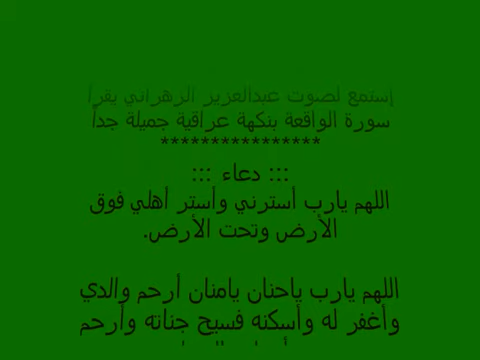 إستمع لصوت عبدالعزيز الزهراني يقرأ
سورة الواقعة بنكهة عراقية جميلة جداً
****************
::: دعاء :::
اللهم يارب أسترني وأستر أهلي فوق
الأرض وتحت الأرض.
اللهم يارب ياحنان يامنان أرحم والدي
وأغفر له وأسكنه فسيح جناته وأرحم